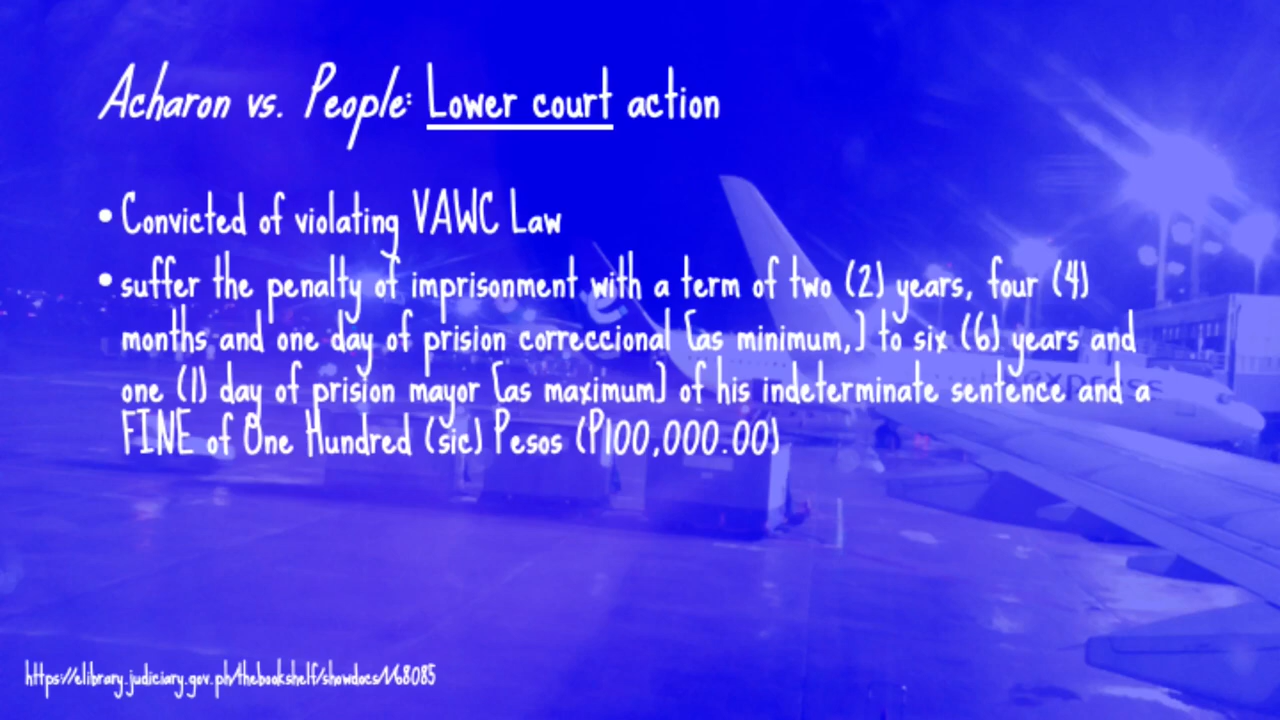 Acharon vs. People: Lower court action
• Convicted of violating VAWC Law
• suffer the penalty of imprisonment with a term of two (2) years, four (4)
months and one day of prision correccional [as minimum,] to six (6) years and
one (1) day of prision mayor [as maximum] of his indeterminate sentence and a
FINE of One Hundred (sic) Pesos (P100,000.00)
express
https://elibrary.judiciary.gov.ph/thebookshelf/showdocs/1/68085